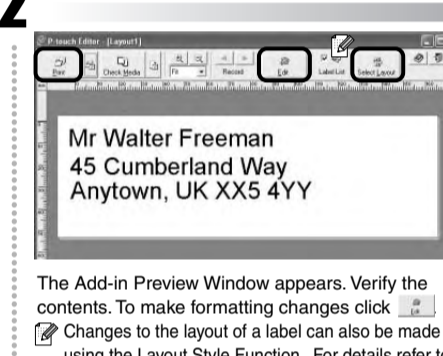 2
P-touch Editor - [Layout1]
Print Check Media Fit Record Edit Label List Select Layout
Mr Walter Freeman
45 Cumberland Way
Anytown, UK XX5 4YY
The Add-in Preview Window appears. Verify the
contents. To make formatting changes click Edit.
Changes to the layout of a label can also be made
using the Layout Style Function. For details refer to